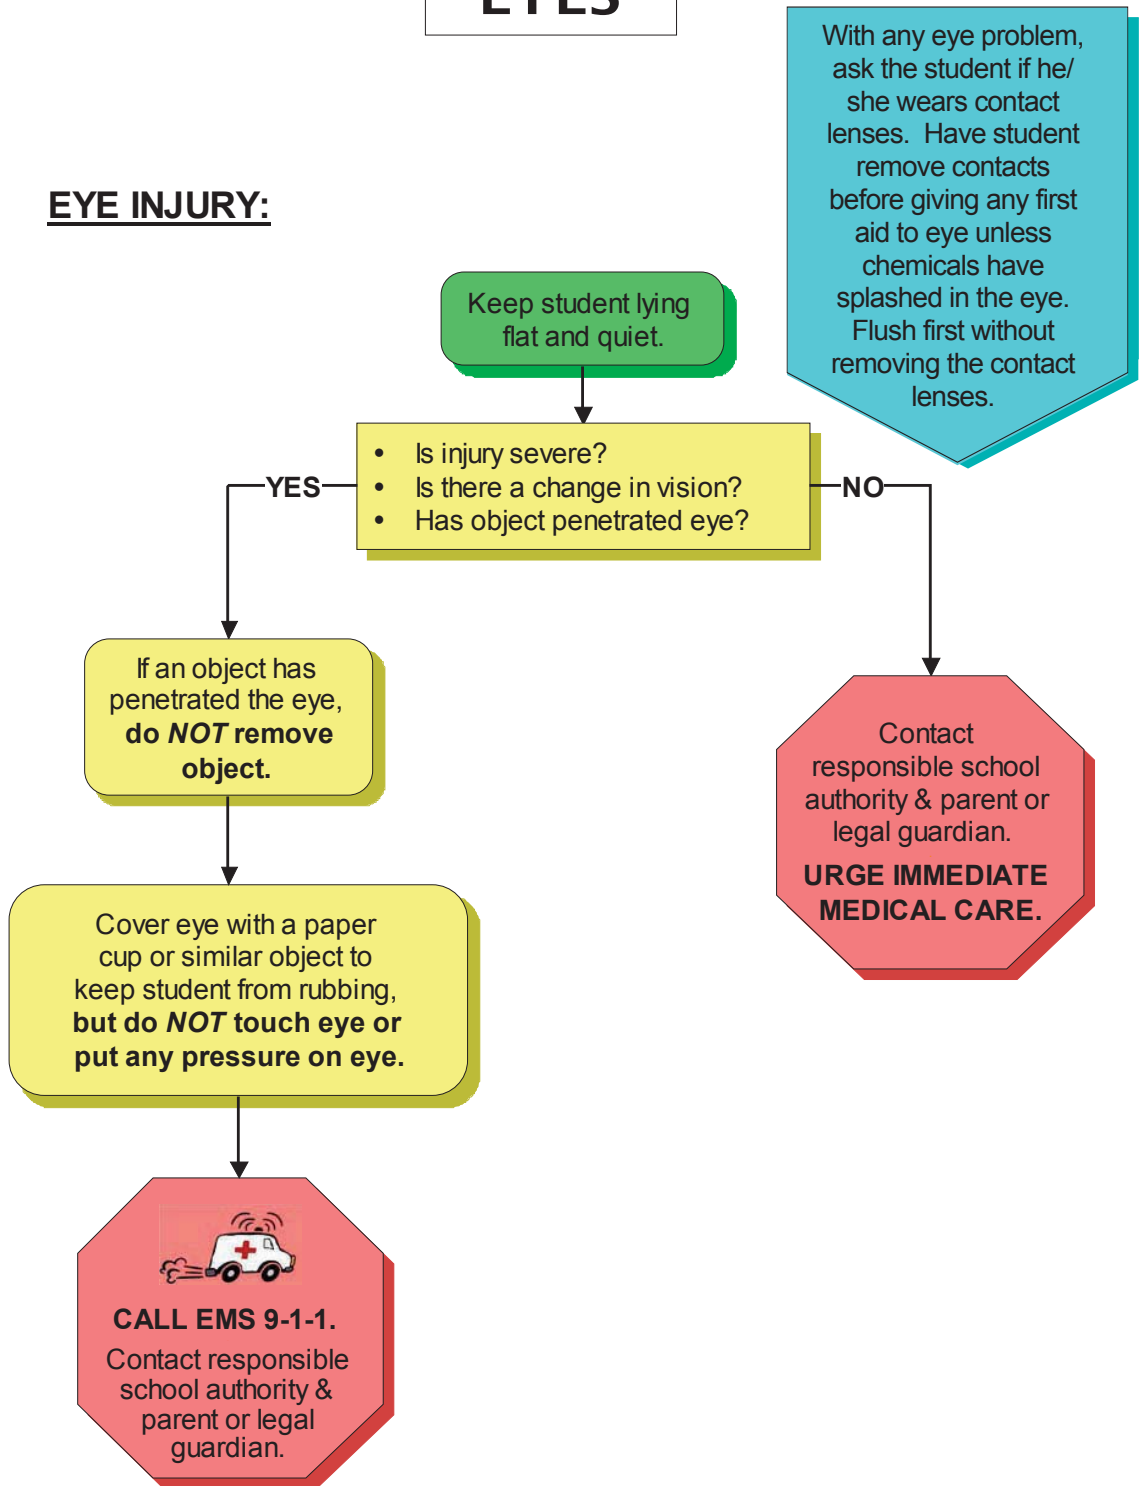 EYES
With any eye problem,
ask the student if he/
she wears contact
lenses.  Have student
remove contacts
before giving any first
aid to eye unless
chemicals have
splashed in the eye.
Flush first without
removing the contact
lenses.
EYE INJURY:
Keep student lying
flat and quiet.
• Is injury severe?
• Is there a change in vision?
• Has object penetrated eye?
YES
NO
If an object has
penetrated the eye,
do NOT remove
object.
Contact
responsible school
authority & parent or
legal guardian.
URGE IMMEDIATE
MEDICAL CARE.
Cover eye with a paper
cup or similar object to
keep student from rubbing,
but do NOT touch eye or
put any pressure on eye.
CALL EMS 9-1-1.
Contact responsible
school authority &
parent or legal
guardian.